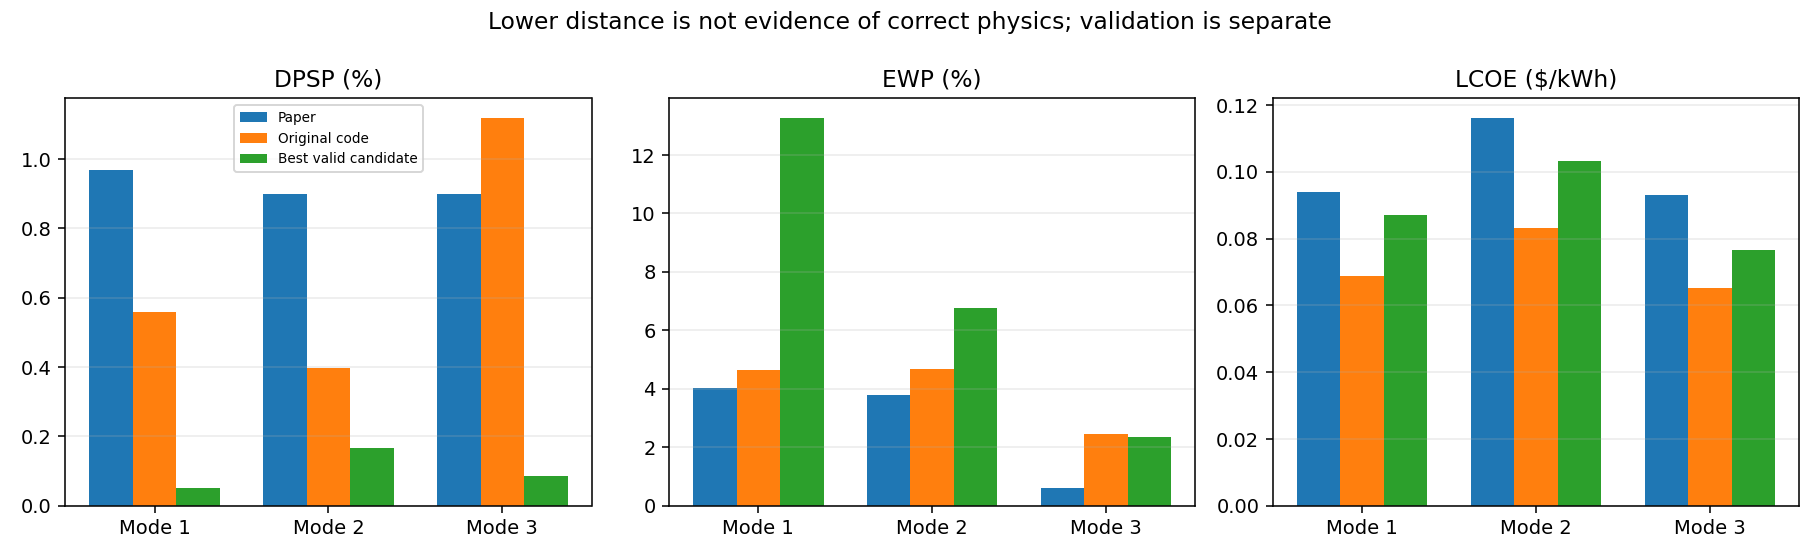 Lower distance is not evidence of correct physics; validation is separate
DPSP (%)
Paper
Original code
Best valid candidate
1.0
0.8
0.6
0.4
0.2
0.0
Mode 1 Mode 2 Mode 3
EWP (%)
12
10
8
6
4
2
0
Mode 1 Mode 2 Mode 3
LCOE ($/kWh)
0.12
0.10
0.08
0.06
0.04
0.02
0.00
Mode 1 Mode 2 Mode 3